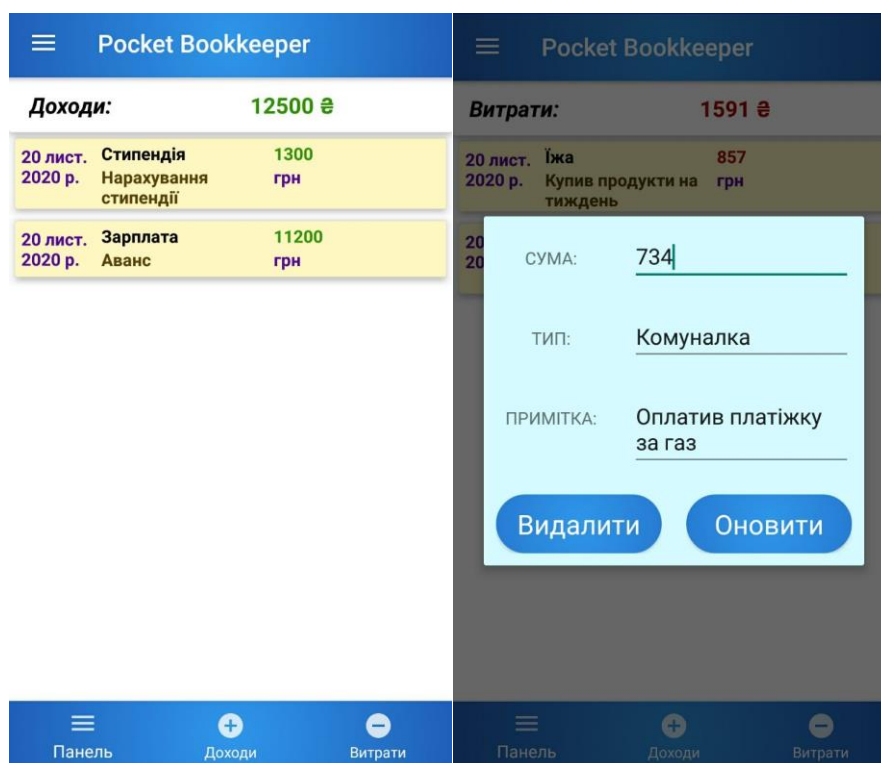 Pocket Bookkeeper
Доходи: 12500 ₴
20 лист. Стипендія 1300
2020 р. Нарахування грн
стипендії
20 лист. Зарплата 11200
2020 р. Аванс грн
Панель Доходи Витрати
Pocket Bookkeeper
Витрати: 1591 ₴
20 лист. Їжа 857
2020 р. Купив продукти на грн
тиждень
20
20
СУМА: 734
ТИП: Комуналка
ПРИМІТКА: Оплатив платіжку
за газ
Видалити Оновити
Панель Доходи Витрати